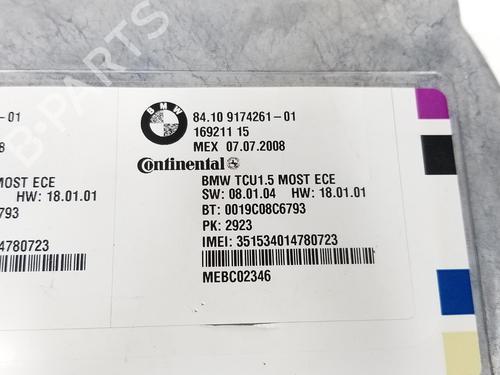 -01
MOST ECE
HW: 18.01.01
6793
4780723
BMW
84.10 9174261-01
169211 15
MEX 07.07.2008
Continental
BMW TCU1.5 MOST ECE
SW: 08.01.04 HW: 18.01.01
BT: 0019C08C6793
PK: 2923
IMEI: 351534014780723
MEBC02346
B-PARTS